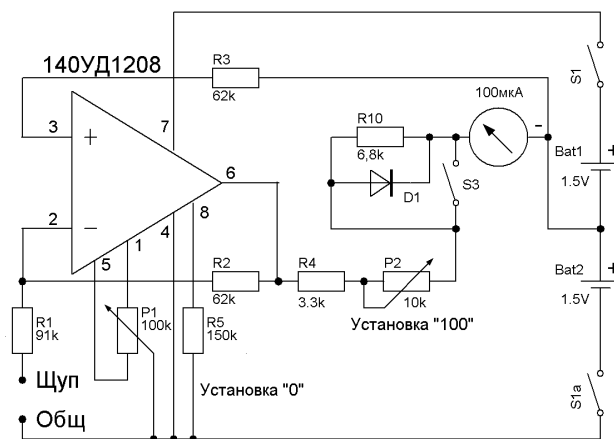 140УД1208
R3
62k
S1
100мкА
3
+
7
R10
6,8k
-
D1
S3
Bat1
+
1.5V
6
2
−
8
5
1
4
R2
62k
R4
3.3k
P2
10k
Bat2
+
1.5V
R1
91k
P1
100k
R5
150k
Установка "100"
Щуп
Установка "0"
S1a
Общ